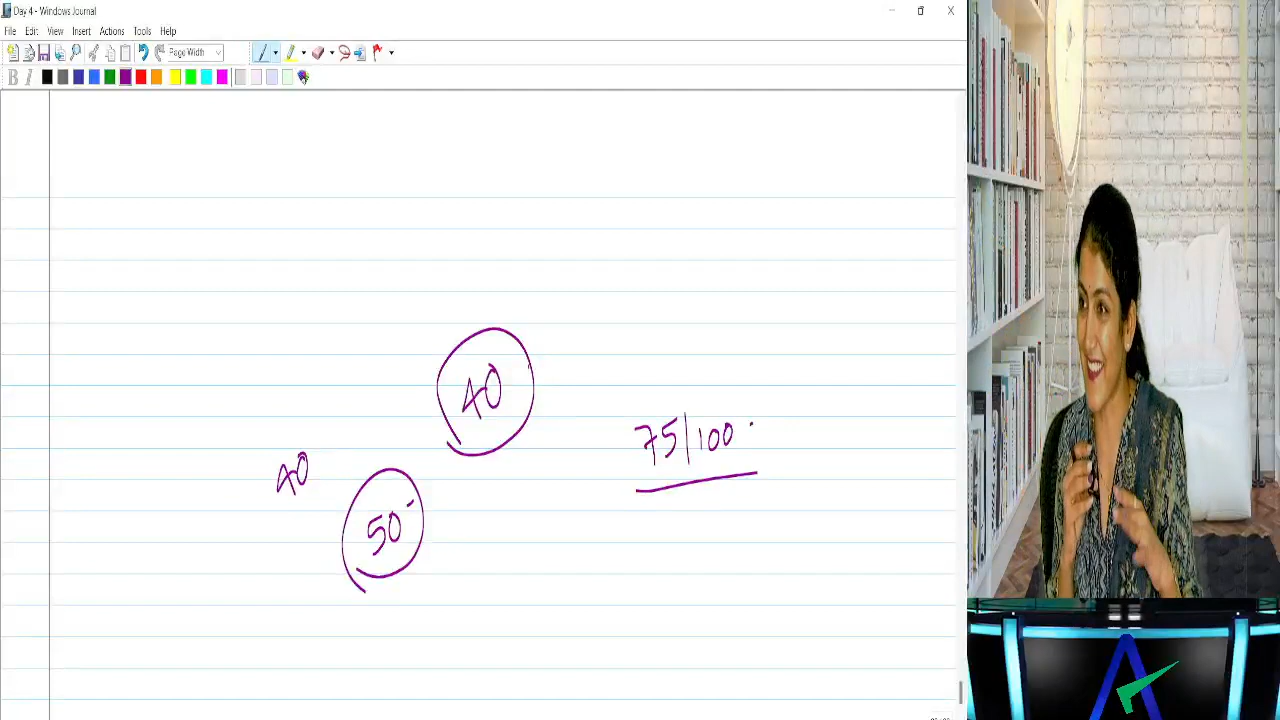 Day 4 - Windows Journal
File Edit View Insert Actions Tools Help
Page Width
B I
40
75/100
40
50